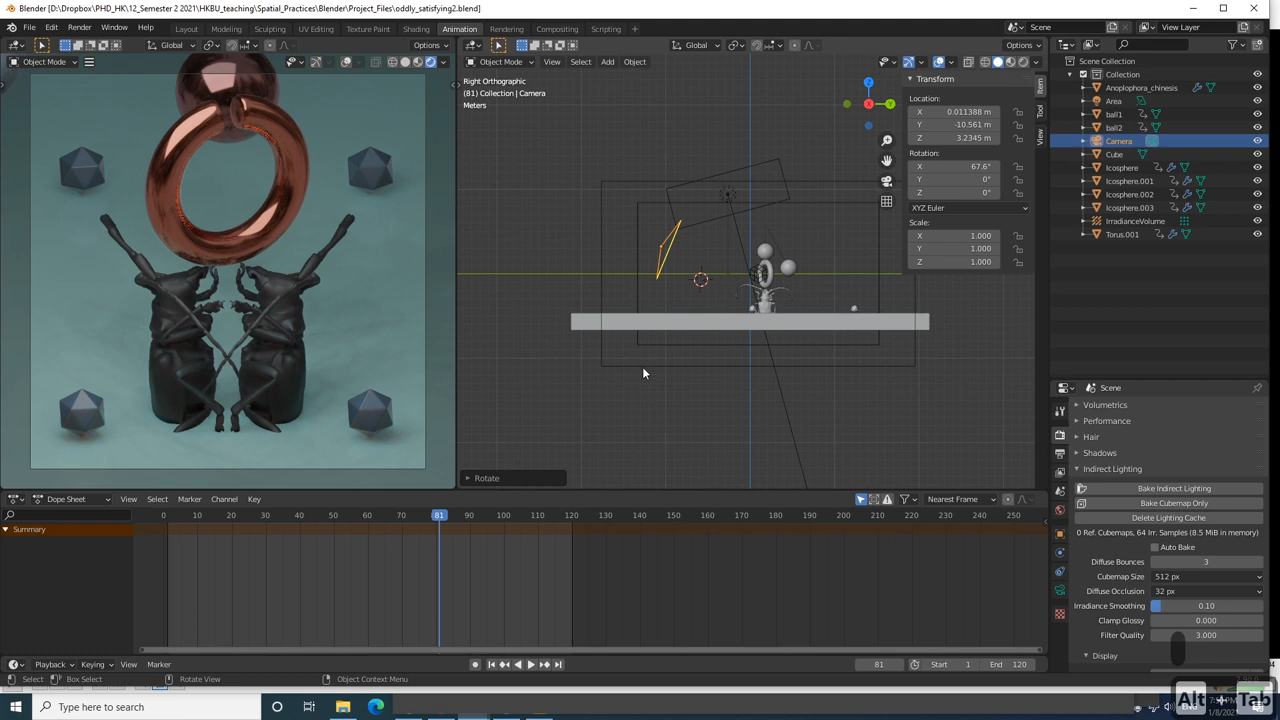 Blender [D:\Dropbox\PHD_HK\12_Semester 2 2021\HKBU_teaching\Spatial_Practices\Blender\Project_Files\oddly_satisfying2.blend]
File Edit Render Window Help Layout Modeling Sculpting UV Editing Texture Paint Shading Animation Rendering Compositing Scripting + Scene View Layer
Global Options Global Options
Object Mode Object Mode View Select Add Object
Right Orthographic
(81) Collection | Camera
Meters
Z
Y
X
Transform
Location:
X 0.011388 m
Y -10.561 m
Z 3.2345 m
Rotation:
X 67.6°
Y 0°
Z 0°
XYZ Euler
Scale:
X 1.000
Y 1.000
Z 1.000
Item
Tool
View
Scene Collection
Collection
Anoplophora_chinesis
Area
ball1
ball2
Camera
Cube
Icosphere
Icosphere.001
Icosphere.002
Icosphere.003
IrradianceVolume
Torus.001
Scene
Volumetrics
Performance
Hair
Shadows
Indirect Lighting
Bake Indirect Lighting
Bake Cubemap Only
Delete Lighting Cache
0 Ref. Cubemaps, 64 Irr. Samples (8.5 MiB in memory)
Auto Bake
Diffuse Bounces 3
Cubemap Size 512 px
Diffuse Occlusion 32 px
Irradiance Smoothing 0.10
Clamp Glossy 0.000
Filter Quality 3.000
Display
Rotate
Dope Sheet View Select Marker Channel Key Nearest Frame
0 10 20 30 40 50 60 70 81 90 100 110 120 130 140 150 160 170 180 190 200 210 220 230 240 250
Summary
Playback Keying View Marker 81 Start 1 End 120
Select Box Select Rotate View Object Context Menu
Type here to search
Alt + Tab